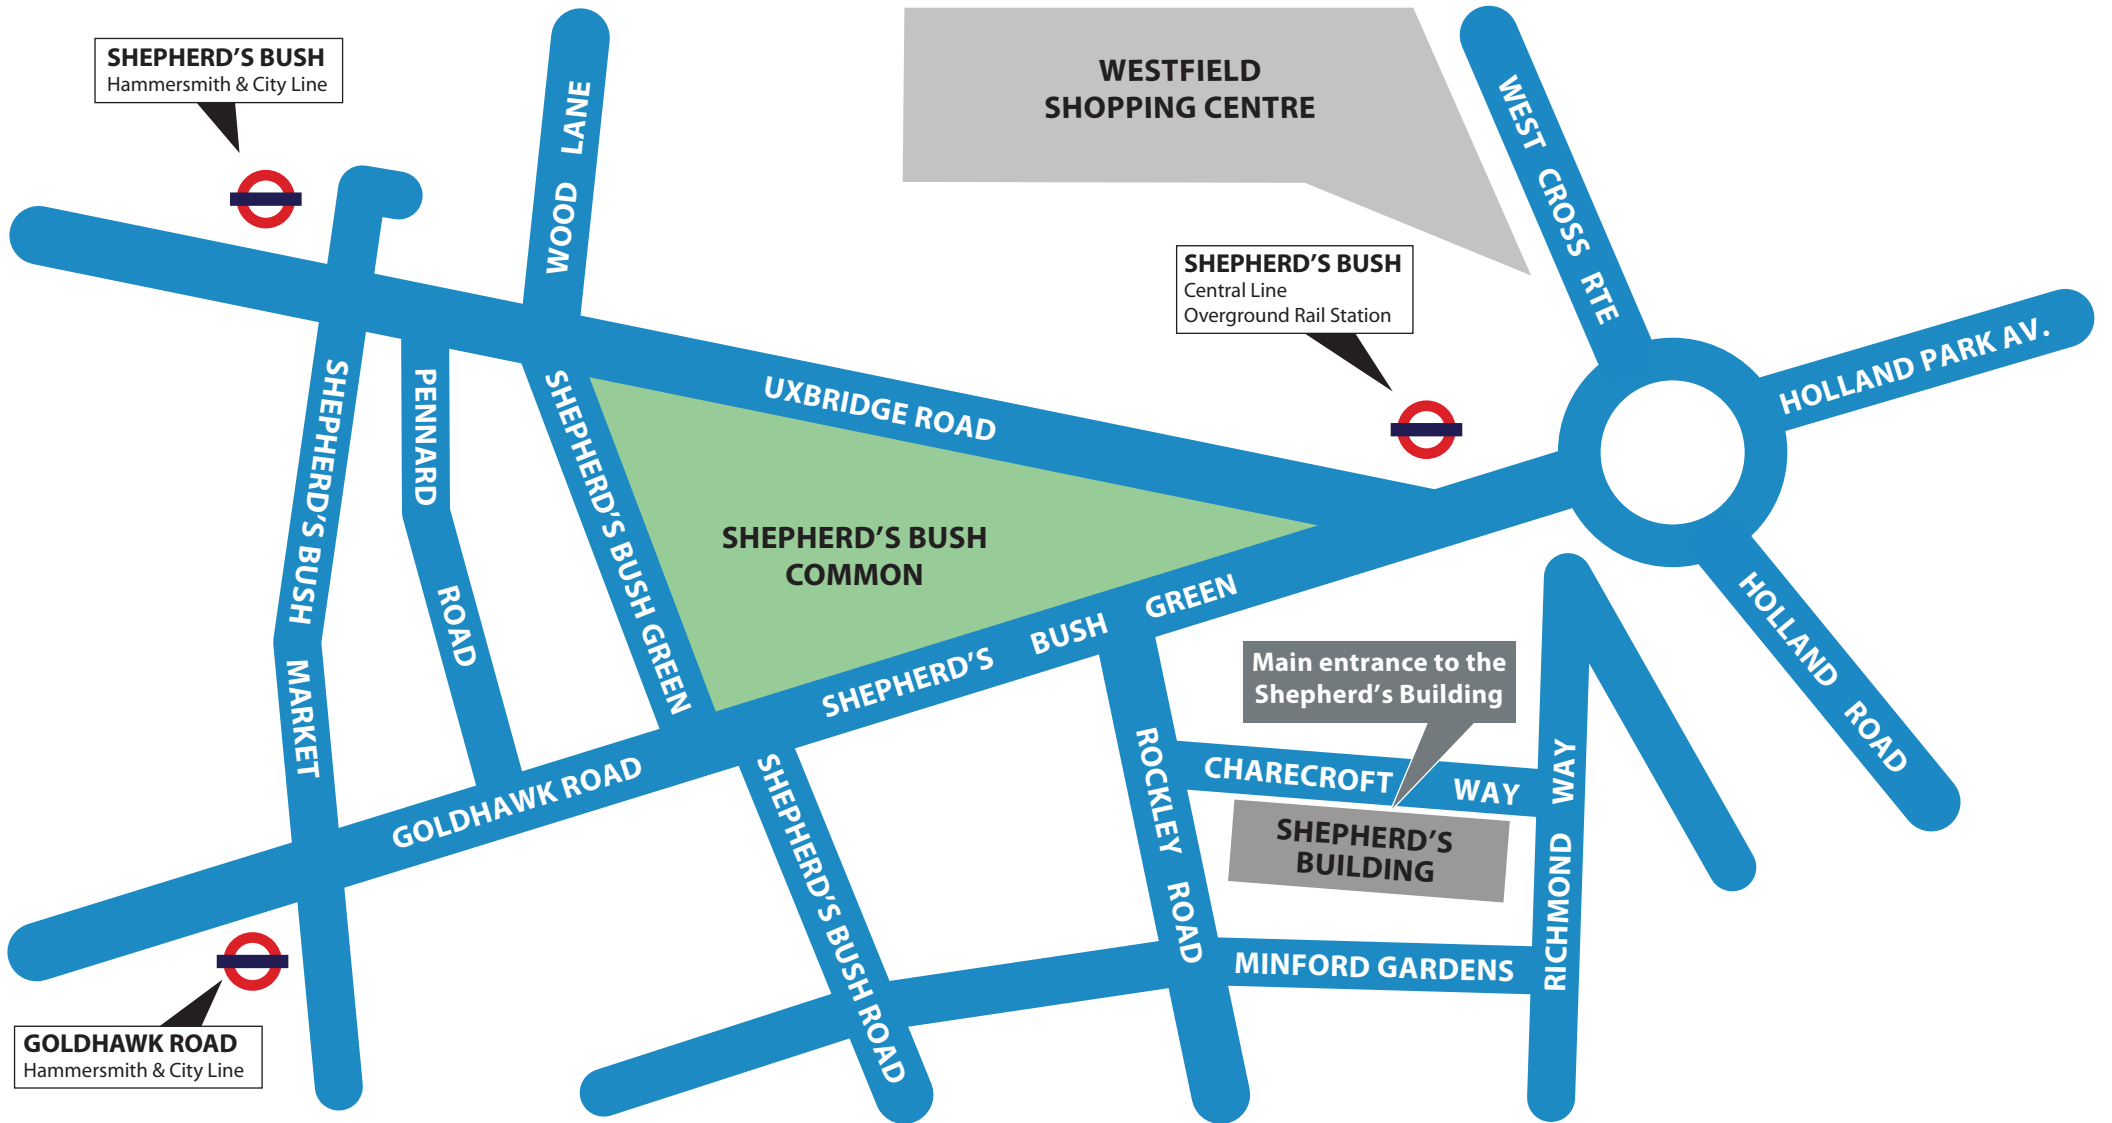 SHEPHERD’S BUSH
Hammersmith & City Line
WOOD LANE
WESTFIELD
SHOPPING CENTRE
WEST CROSS RTE
SHEPHERD’S BUSH
Central Line
Overground Rail Station
HOLLAND PARK AV.
UXBRIDGE ROAD
SHEPHERD’S BUSH MARKET
PENNARD ROAD
SHEPHERD’S BUSH GREEN
SHEPHERD’S BUSH
COMMON
SHEPHERD’S BUSH GREEN
HOLLAND ROAD
Main entrance to the
Shepherd’s Building
GOLDHAWK ROAD
SHEPHERD’S BUSH ROAD
ROCKLEY ROAD
CHARECROFT WAY
RICHMOND WAY
SHEPHERD’S
BUILDING
MINFORD GARDENS
GOLDHAWK ROAD
Hammersmith & City Line